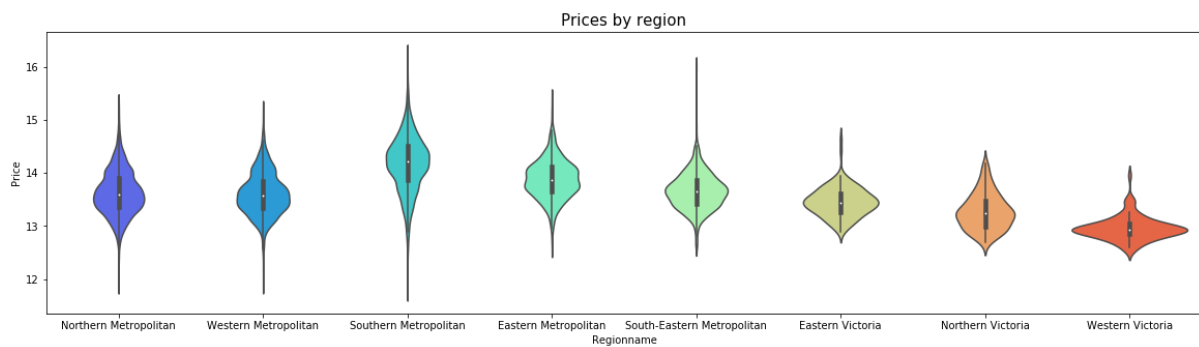 Prices by region
Price
16
15
14
13
12
Northern Metropolitan
Western Metropolitan
Southern Metropolitan
Eastern Metropolitan
South-Eastern Metropolitan
Eastern Victoria
Northern Victoria
Western Victoria
Regionname